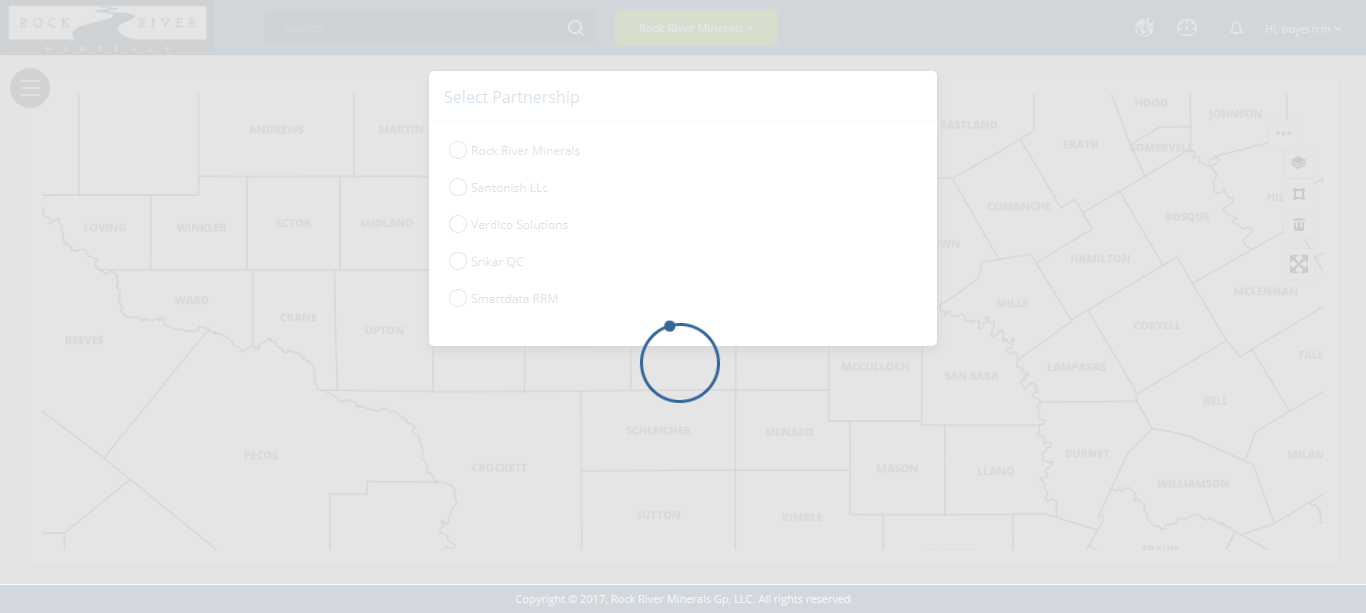 ROCK RIVER
MINERALS
Search
Rock River Minerals
Hi, buyerrrm
Select Partnership
Rock River Minerals
Santonish LLc
Verdico Solutions
Srikar QC
Smartdata RRM
ANDREWS
MARTIN
EASTLAND
HOOD
JOHNSON
ERATH
SOMERVELL
LOVING
WINKLER
ECTOR
MIDLAND
COMANCHE
BOSQUE
HIL
OWN
HAMILTON
WARD
CRANE
UPTON
MILLS
MCLENNAN
REEVES
CORYELL
MCCULLOCH
SAN SABA
LAMPASAS
FALL
SCHLEICHER
MENARD
BELL
PECOS
CROCKETT
MASON
LLANO
BURNET
MILAM
WILLIAMSON
SUTTON
KIMBLE
TRAVIS
Copyright © 2017, Rock River Minerals Gp, LLC. All rights reserved